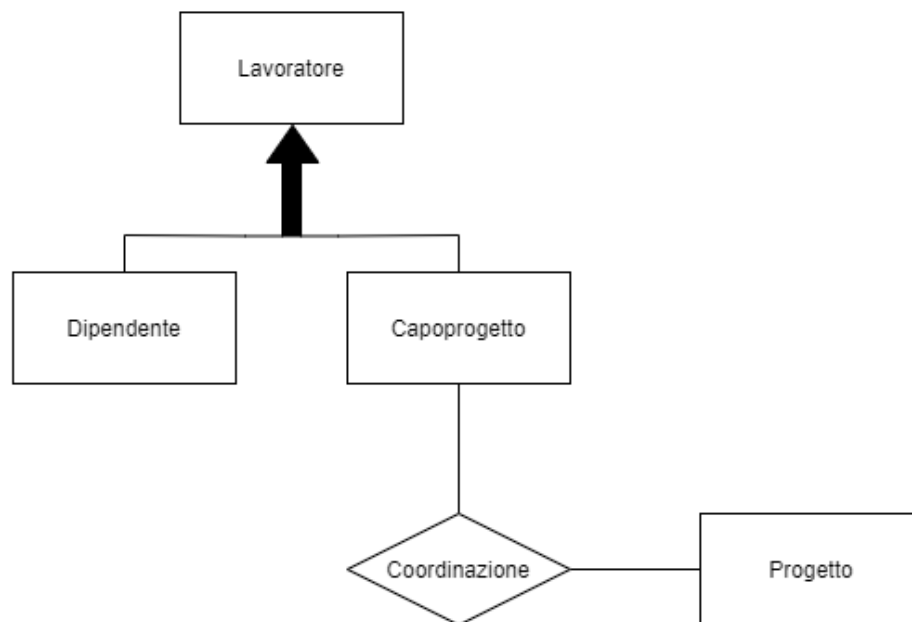 Lavoratore
Dipendente
Capoprogetto
Coordinazione
Progetto